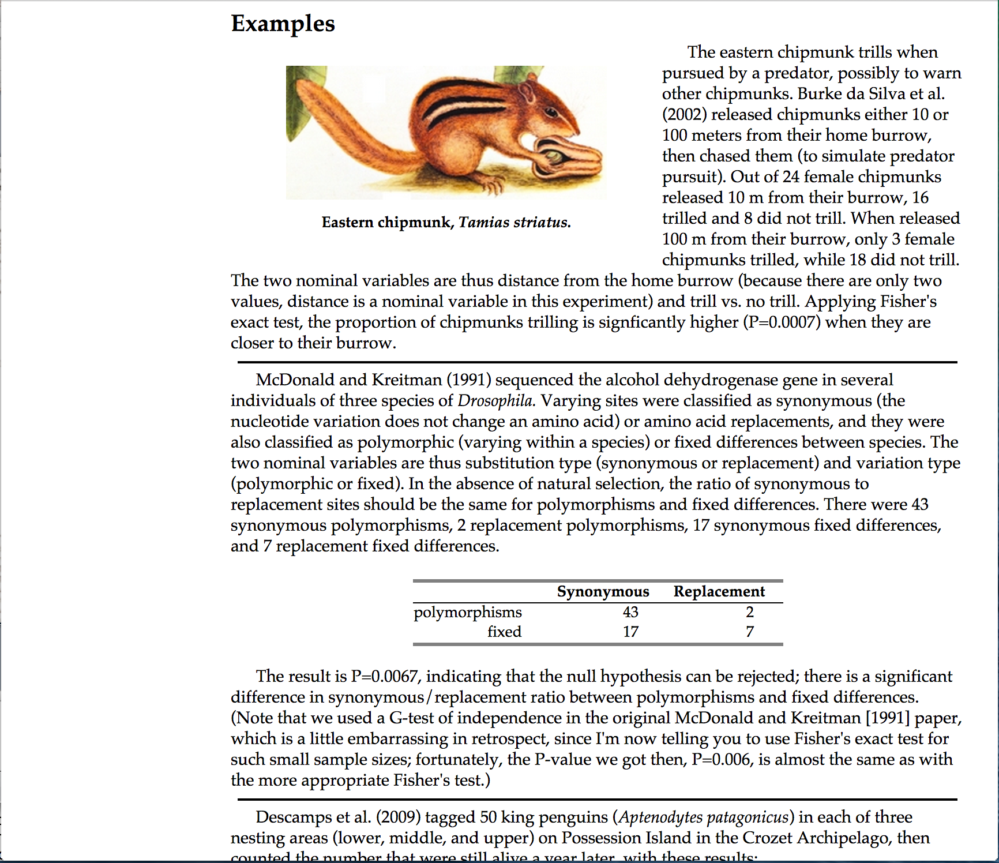 Examples
The eastern chipmunk trills when
pursued by a predator, possibly to warn
other chipmunks. Burke da Silva et al.
(2002) released chipmunks either 10 or
100 meters from their home burrow,
then chased them (to simulate predator
pursuit). Out of 24 female chipmunks
released 10 m from their burrow, 16
trilled and 8 did not trill. When released
100 m from their burrow, only 3 female
chipmunks trilled, while 18 did not trill.
Eastern chipmunk, Tamias striatus.
The two nominal variables are thus distance from the home burrow (because there are only two
values, distance is a nominal variable in this experiment) and trill vs. no trill. Applying Fisher's
exact test, the proportion of chipmunks trilling is signficantly higher (P=0.0007) when they are
closer to their burrow.
McDonald and Kreitman (1991) sequenced the alcohol dehydrogenase gene in several
individuals of three species of Drosophila. Varying sites were classified as synonymous (the
nucleotide variation does not change an amino acid) or amino acid replacements, and they were
also classified as polymorphic (varying within a species) or fixed differences between species. The
two nominal variables are thus substitution type (synonymous or replacement) and variation type
(polymorphic or fixed). In the absence of natural selection, the ratio of synonymous to
replacement sites should be the same for polymorphisms and fixed differences. There were 43
synonymous polymorphisms, 2 replacement polymorphisms, 17 synonymous fixed differences,
and 7 replacement fixed differences.
Synonymous Replacement
polymorphisms 43 2
fixed 17 7
The result is P=0.0067, indicating that the null hypothesis can be rejected; there is a significant
difference in synonymous/replacement ratio between polymorphisms and fixed differences.
(Note that we used a G-test of independence in the original McDonald and Kreitman [1991] paper,
which is a little embarrassing in retrospect, since I'm now telling you to use Fisher's exact test for
such small sample sizes; fortunately, the P-value we got then, P=0.006, is almost the same as with
the more appropriate Fisher's test.)
Descamps et al. (2009) tagged 50 king penguins (Aptenodytes patagonicus) in each of three
nesting areas (lower, middle, and upper) on Possession Island in the Crozet Archipelago, then
counted the number that were still alive a year later, with these results: